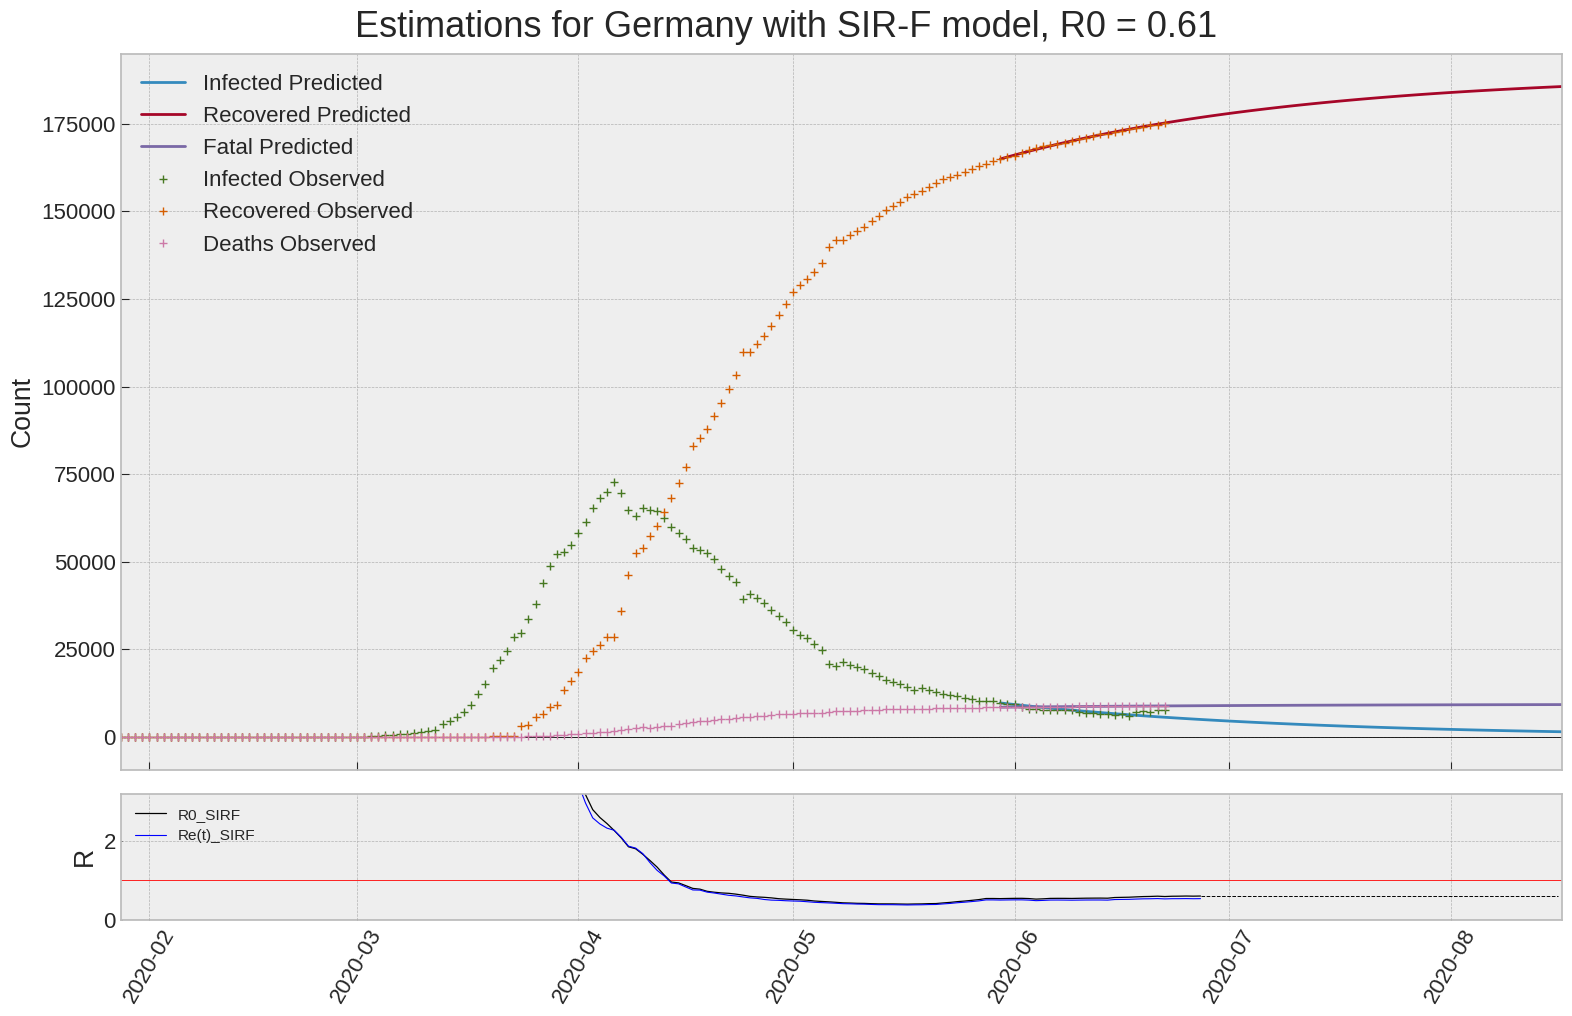 Estimations for Germany with SIR-F model, R0 = 0.61
Infected Predicted
Recovered Predicted
Fatal Predicted
Infected Observed
Recovered Observed
Deaths Observed
175000
150000
125000
100000
75000
50000
25000
0
Count
R0_SIRF
Re(t)_SIRF
2
0
R
2020-02
2020-03
2020-04
2020-05
2020-06
2020-07
2020-08